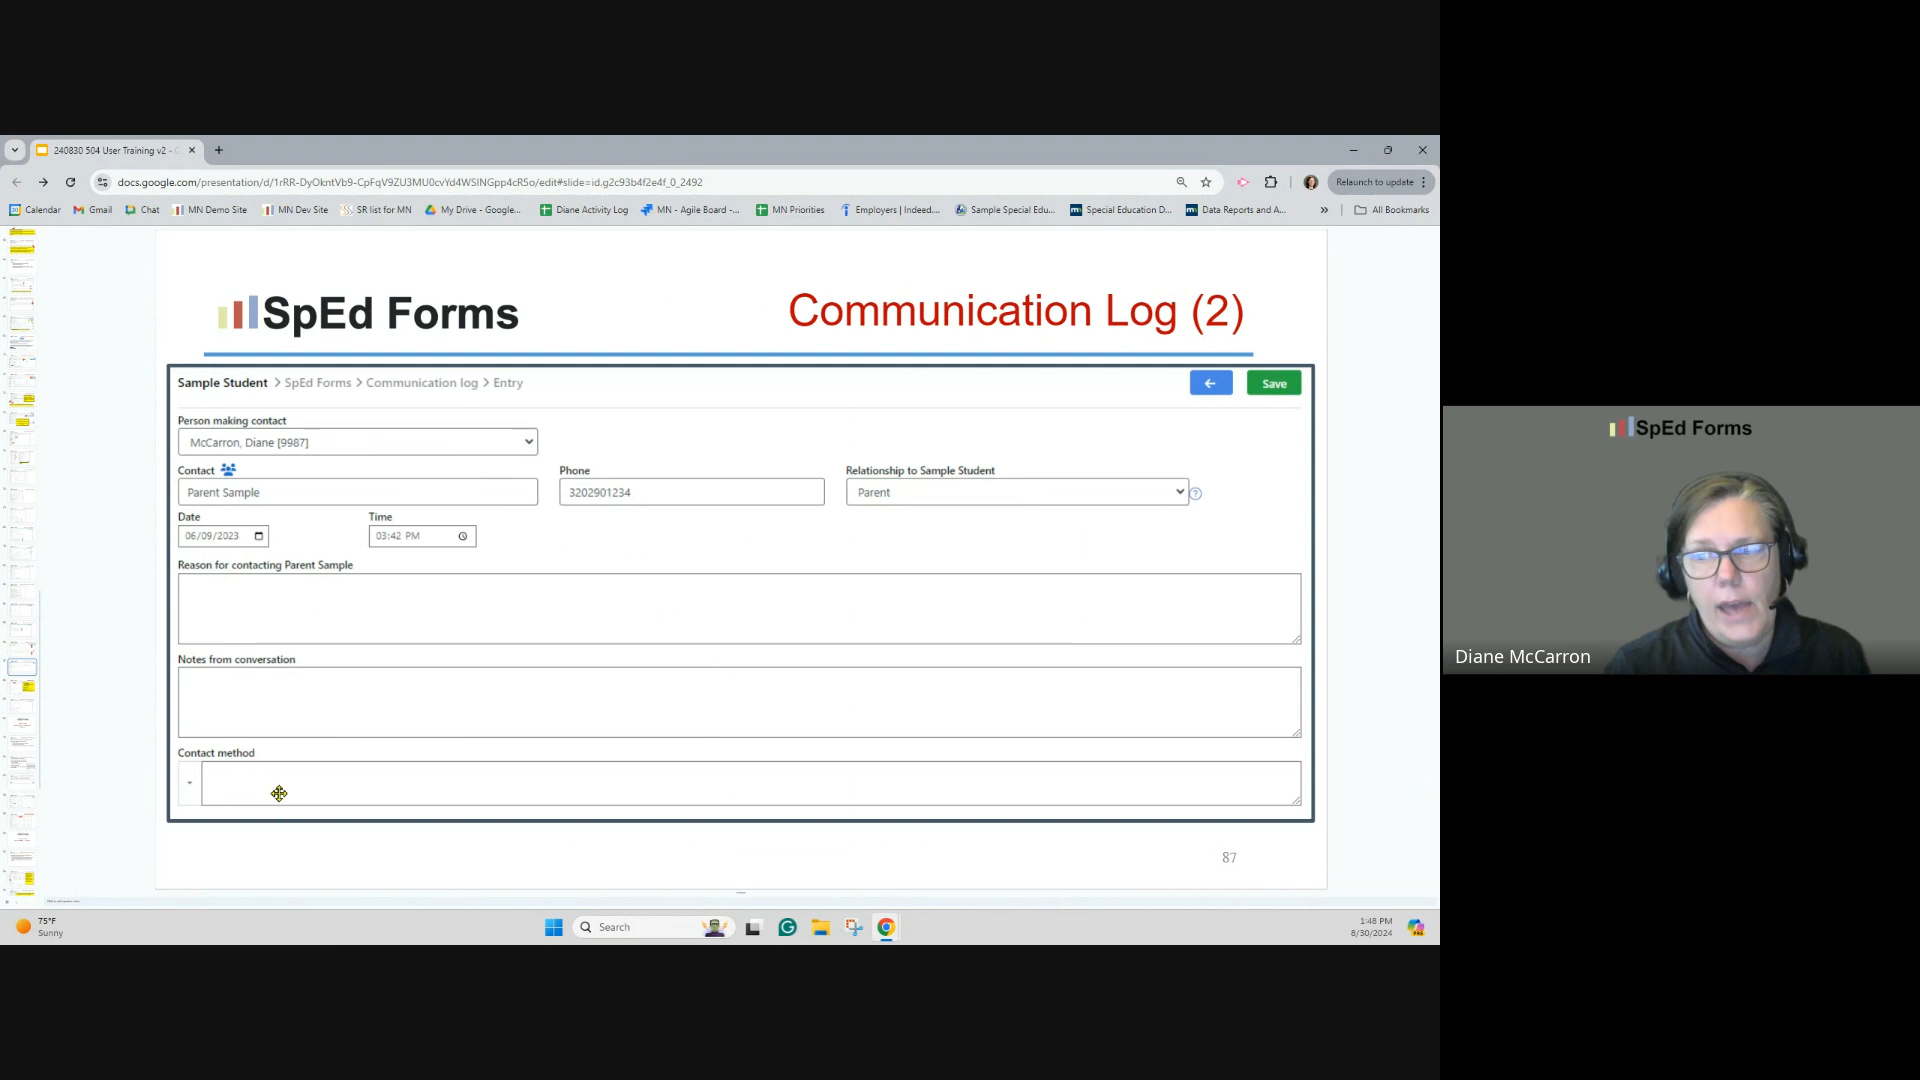 240830 504 User Training v2 - G
docs.google.com/presentation/d/1rRR-DyOkntVb9-CpFqV9ZU3MU0cvYd4WSlNGpp4cR5o/edit#slide=id.g2c93b4f2e4f_0_2492
Relaunch to update
Calendar Gmail Chat MN Demo Site MN Dev Site SR list for MN My Drive - Google... Diane Activity Log MN - Agile Board -... MN Priorities Employers | Indeed.... Sample Special Edu... Special Education D... Data Reports and A... All Bookmarks
SpEd Forms
Communication Log (2)
Sample Student > SpEd Forms > Communication log > Entry
Save
Person making contact
McCarron, Diane [9987]
Contact Phone Relationship to Sample Student
Parent Sample 3202901234 Parent
Date Time
06/09/2023 03:42 PM
Reason for contacting Parent Sample
Notes from conversation
Contact method
87
75°F
Sunny
Search
1:48 PM
8/30/2024
SpEd Forms
Diane McCarron